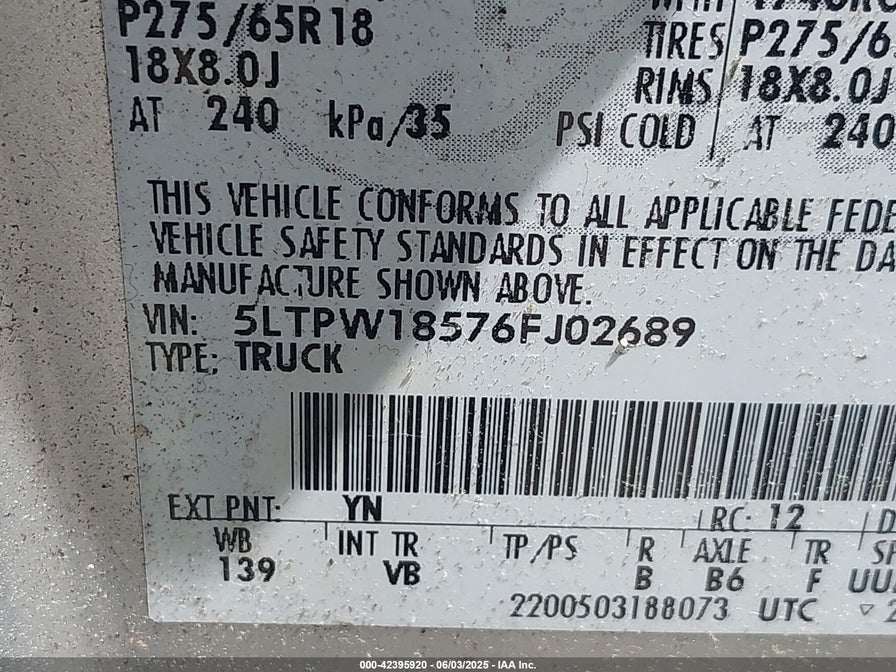 P275/65R18
TIRES P275/6
18X8.0J
RIMS 18X8.0J
AT 240 kPa/35 PSI COLD AT 240
THIS VEHICLE CONFORMS TO ALL APPLICABLE FEDE
VEHICLE SAFETY STANDARDS IN EFFECT ON THE DA
MANUFACTURE SHOWN ABOVE.
VIN: 5LTPW18576FJ02689
TYPE: TRUCK
EXT PNT: YN RC: 12
WB INT TR TP/PS R AXLE TR
139 VB B B6 F UU
2200503188073 UTC
000-42395920 - 06/03/2025 - IAA Inc.